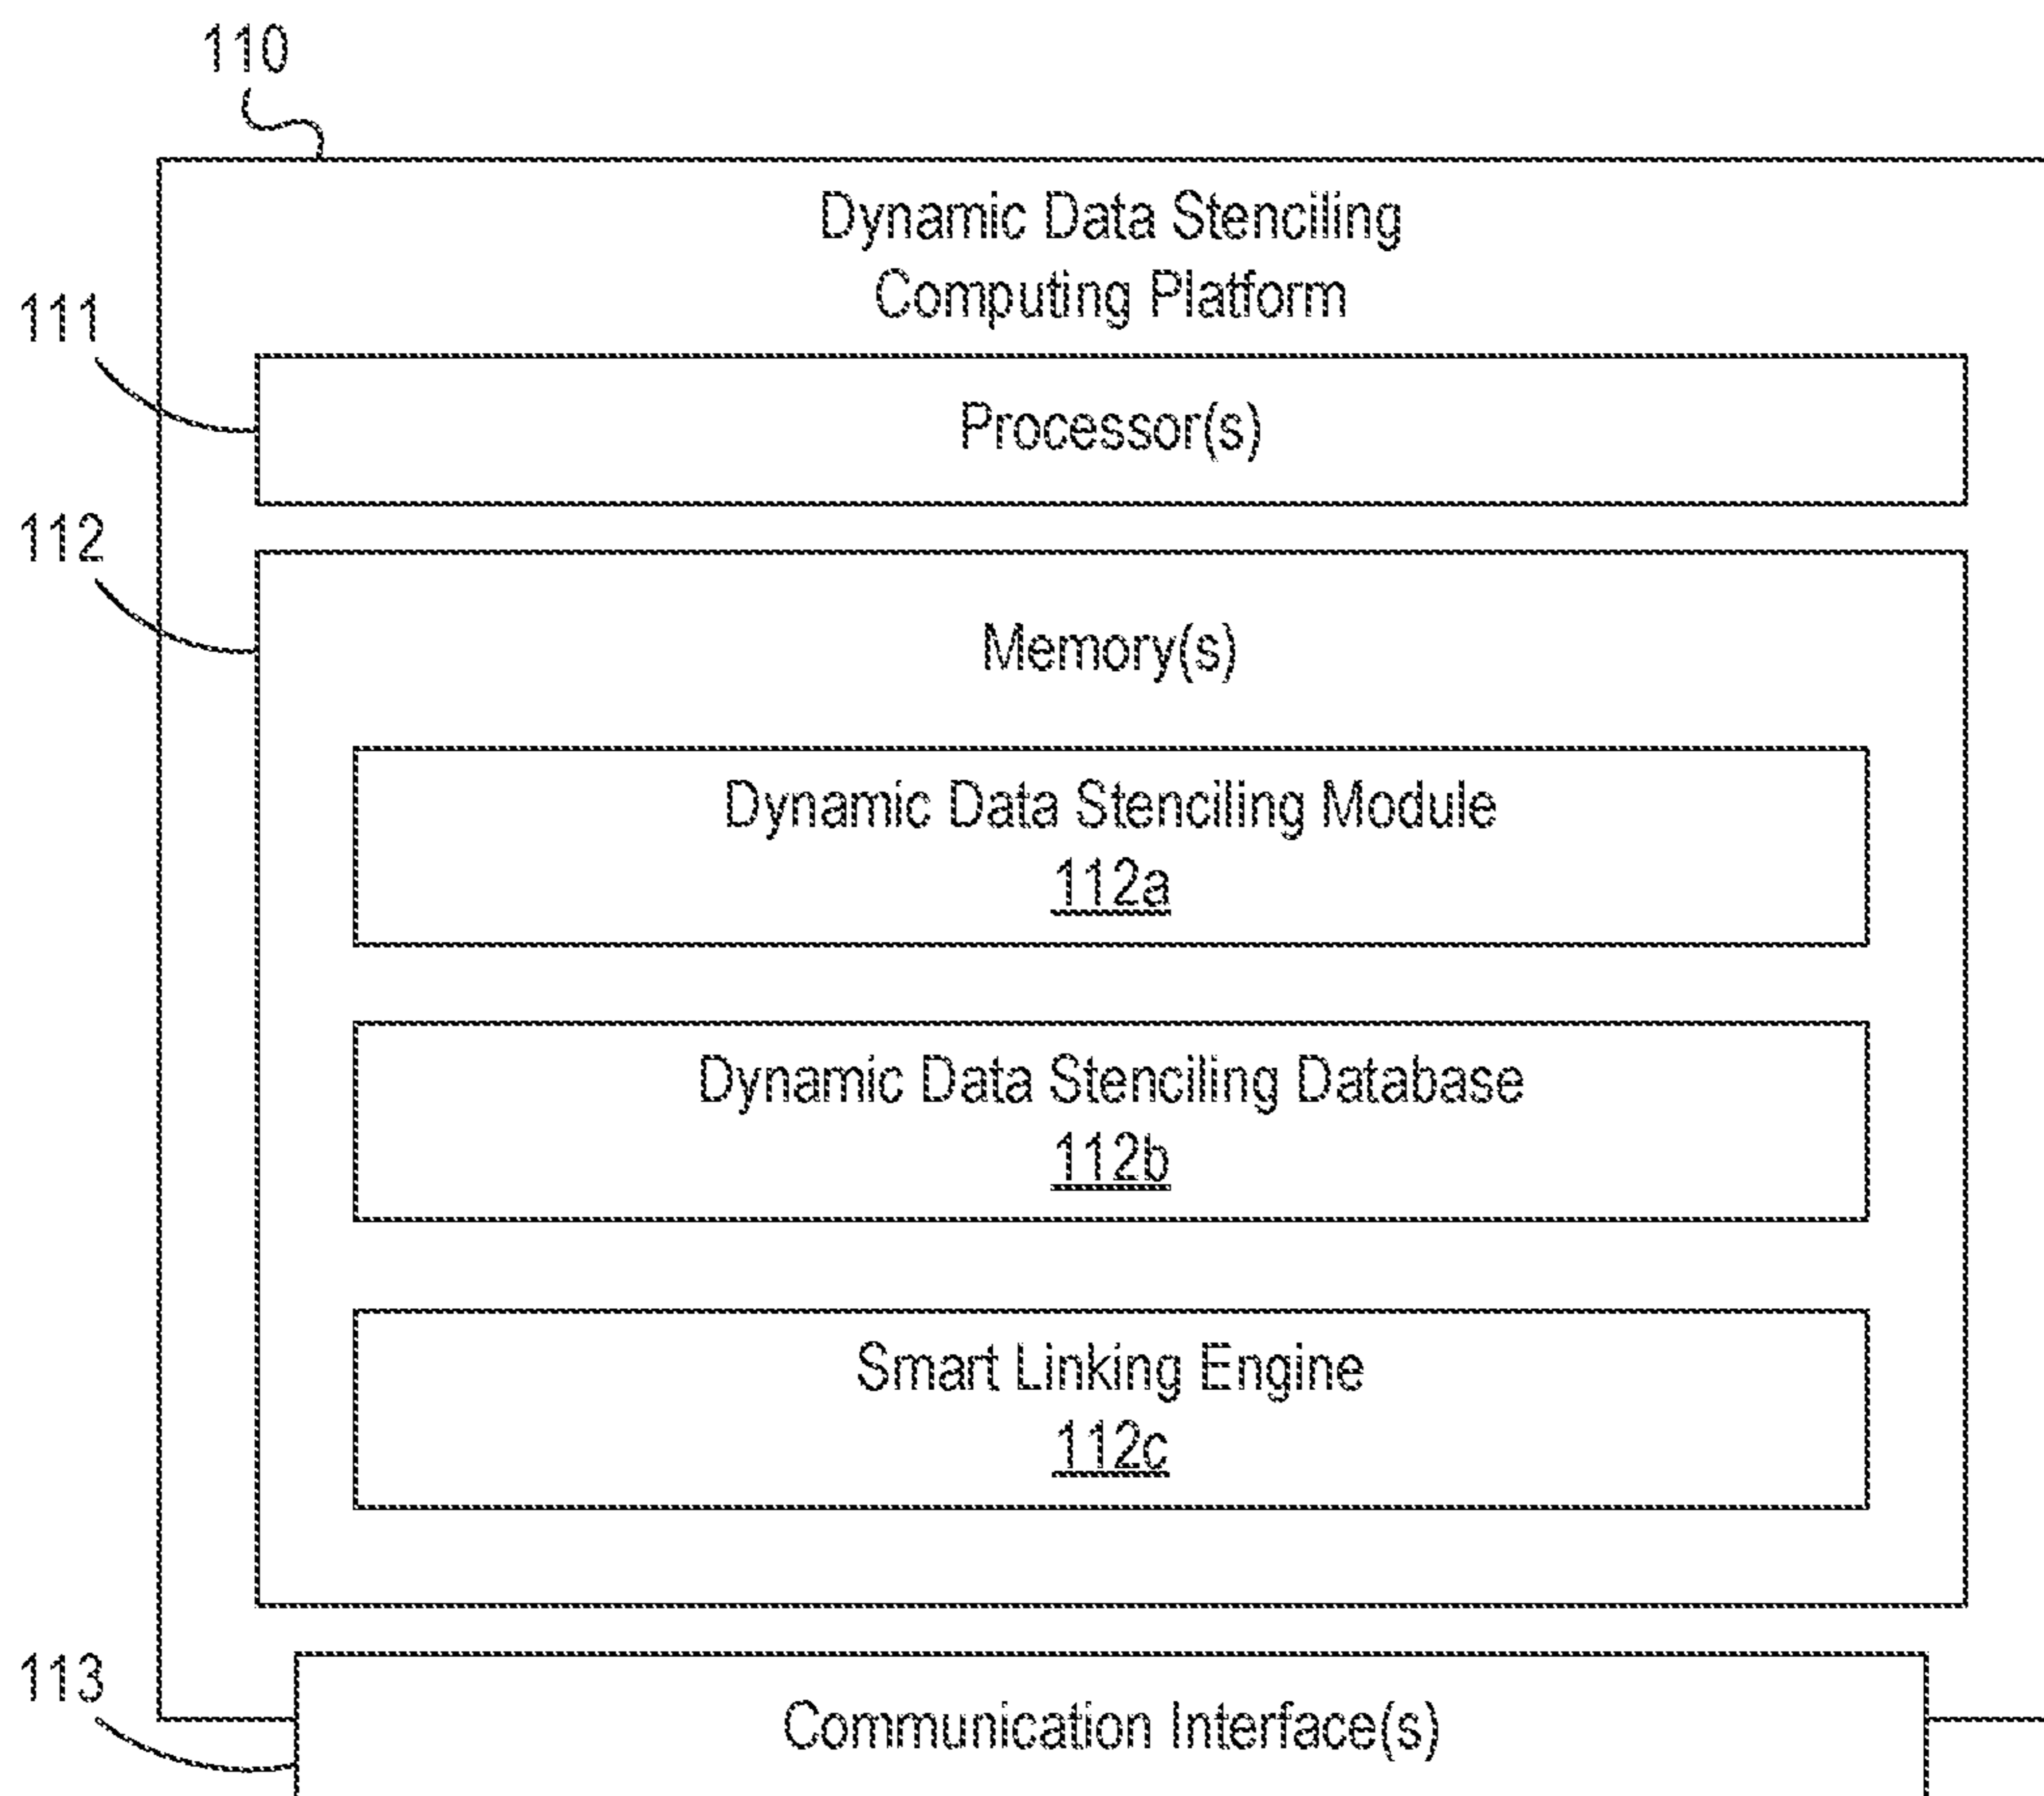 110
Dynamic Data Stenciling
Computing Platform
111
Processor(s)
112
Memory(s)
Dynamic Data Stenciling Module
112a
Dynamic Data Stenciling Database
112b
Smart Linking Engine
112c
113
Communication Interface(s)